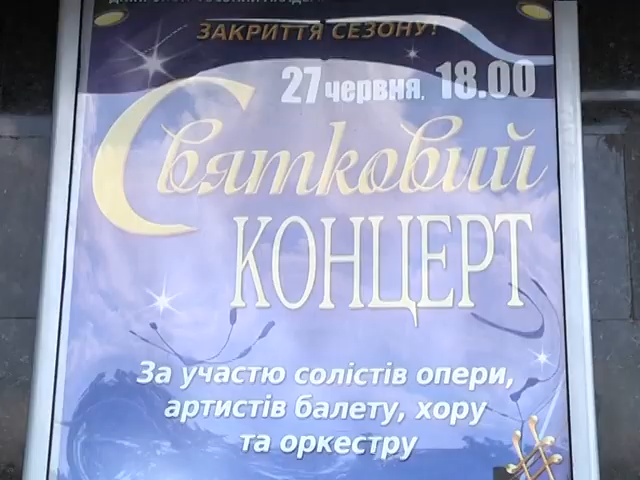 ЗАКРИТТЯ СЕЗОНУ!
27 червня, 18.00
Святковий
КОНЦЕРТ
За участю солістів опери,
артистів балету, хору
та оркестру